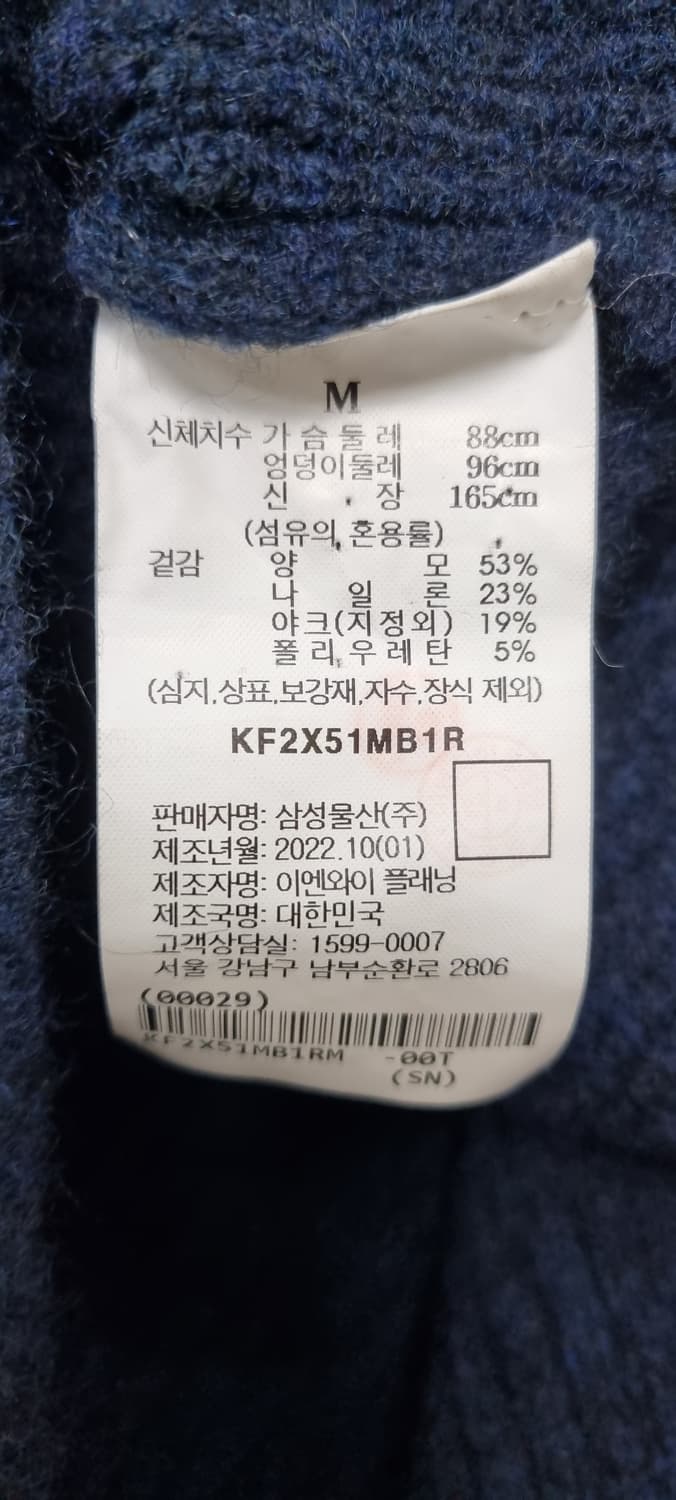 M
신체치수 가슴둘레 88cm
엉덩이둘레 96cm
신장 165cm
(섬유의 혼용률)
겉감 양모 53%
나일론 23%
야크(지정외) 19%
폴리우레탄 5%
(심지,상표,보강재,자수,장식 제외)
KF2X51MB1R
판매자명: 삼성물산(주)
제조년월: 2022.10(01)
제조자명: 이엔와이 플래닝
제조국명: 대한민국
고객상담실: 1599-0007
서울 강남구 남부순환로 2806
(00029)
KF2X51MB1RM -00T
(SN)